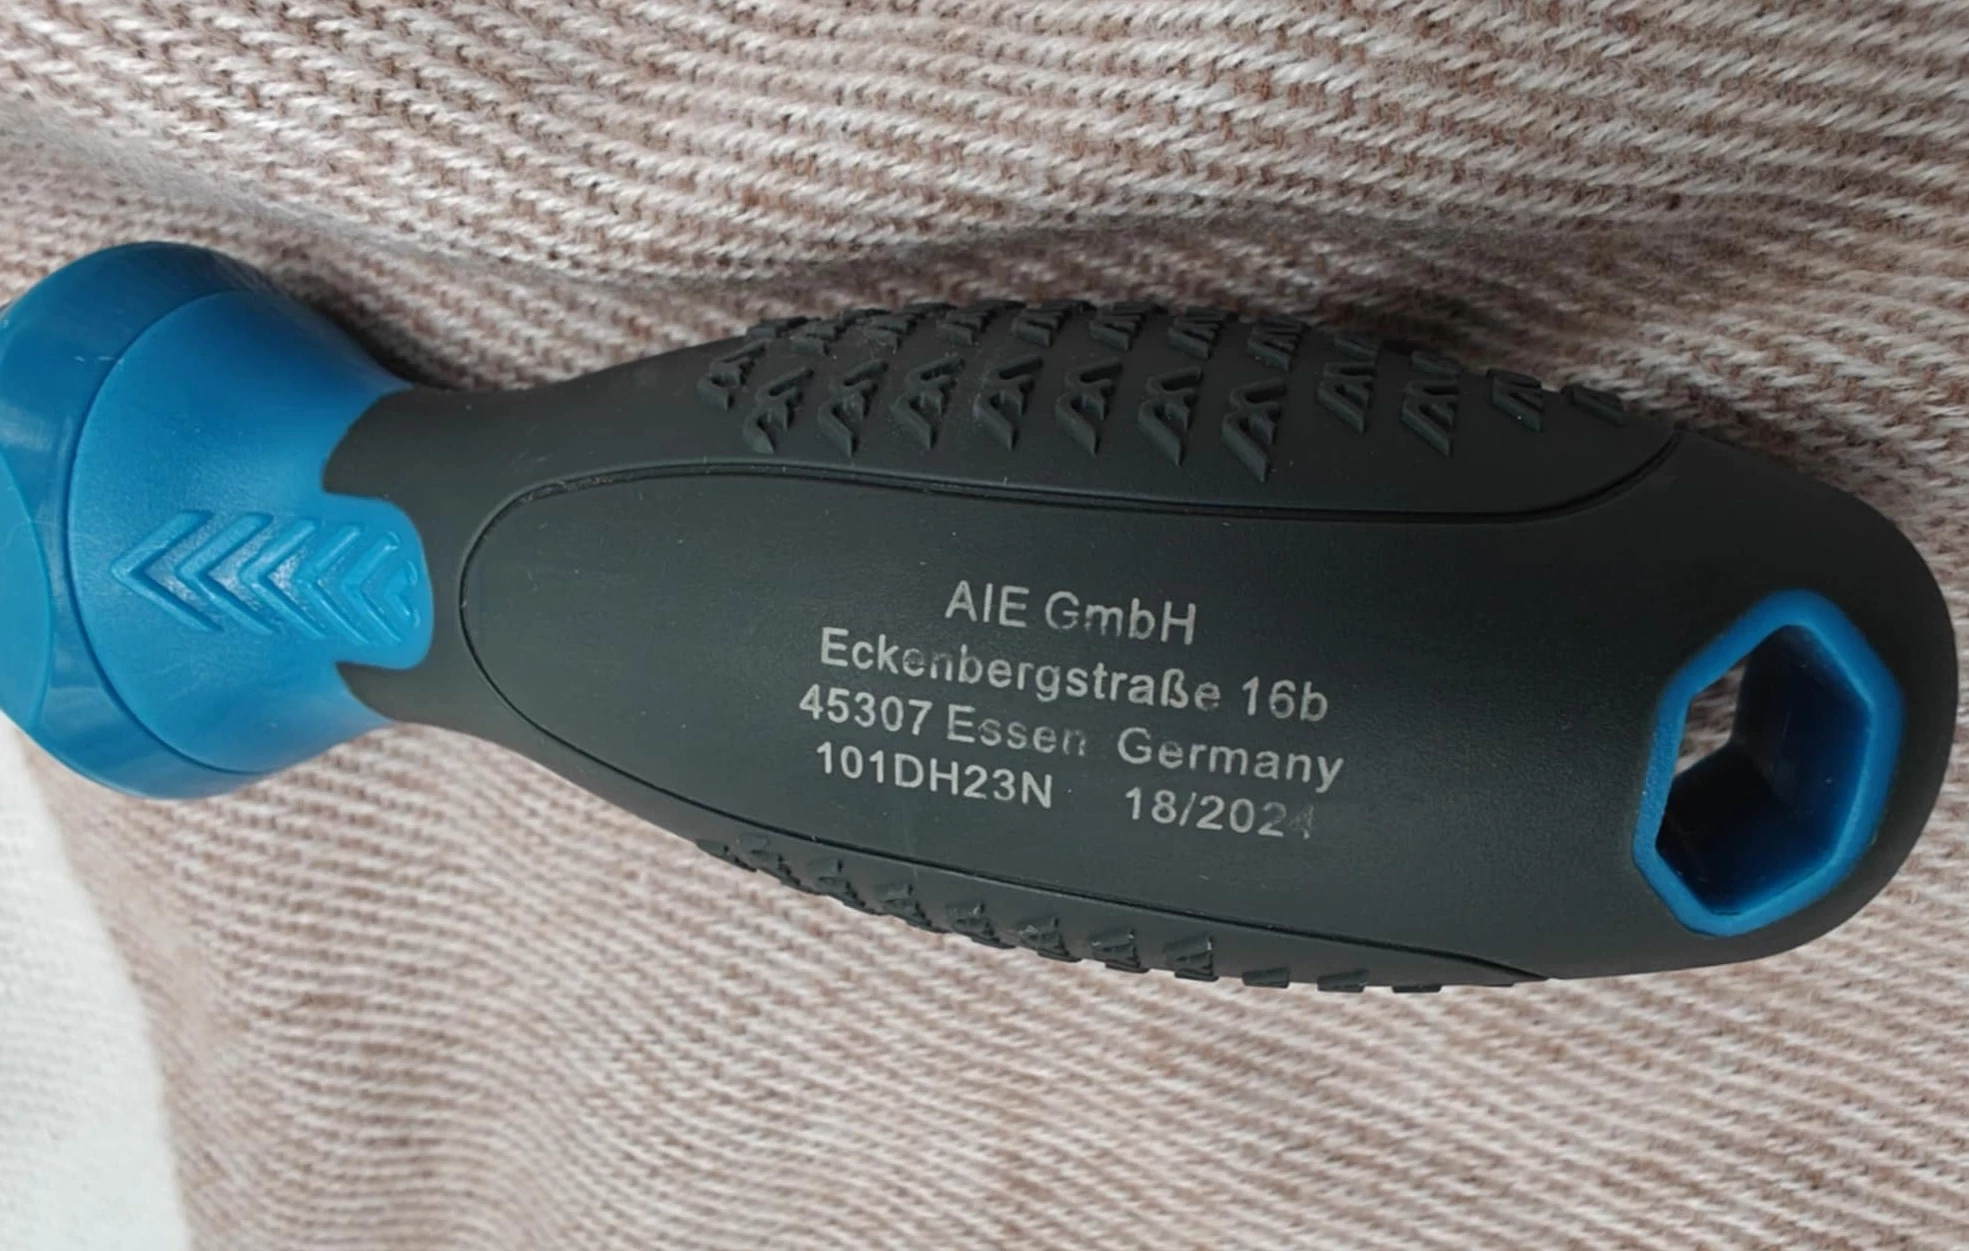 AIE GmbH
Eckenbergstraße 16b
45307 Essen Germany
101DH23N 18/2024